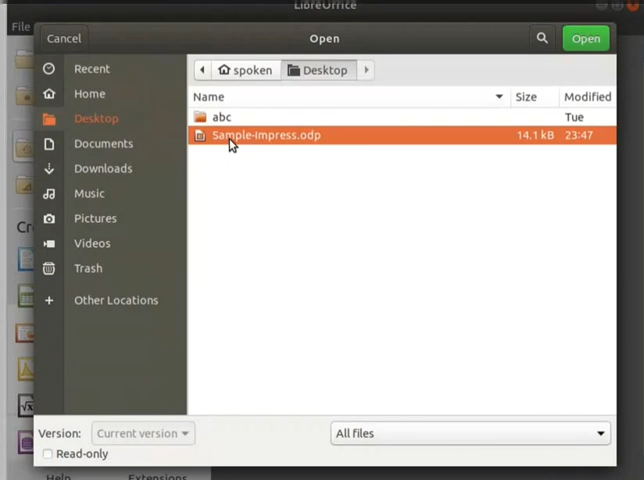 LibreOffice
File
Cancel
Open
Open
Recent
Home
Desktop
Documents
Downloads
Music
Pictures
Videos
Trash
Other Locations
spoken
Desktop
Name Size Modified
abc Tue
Sample-Impress.odp 14.1 kB 23:47
Version: Current version
All files
Read-only
Help Extensions